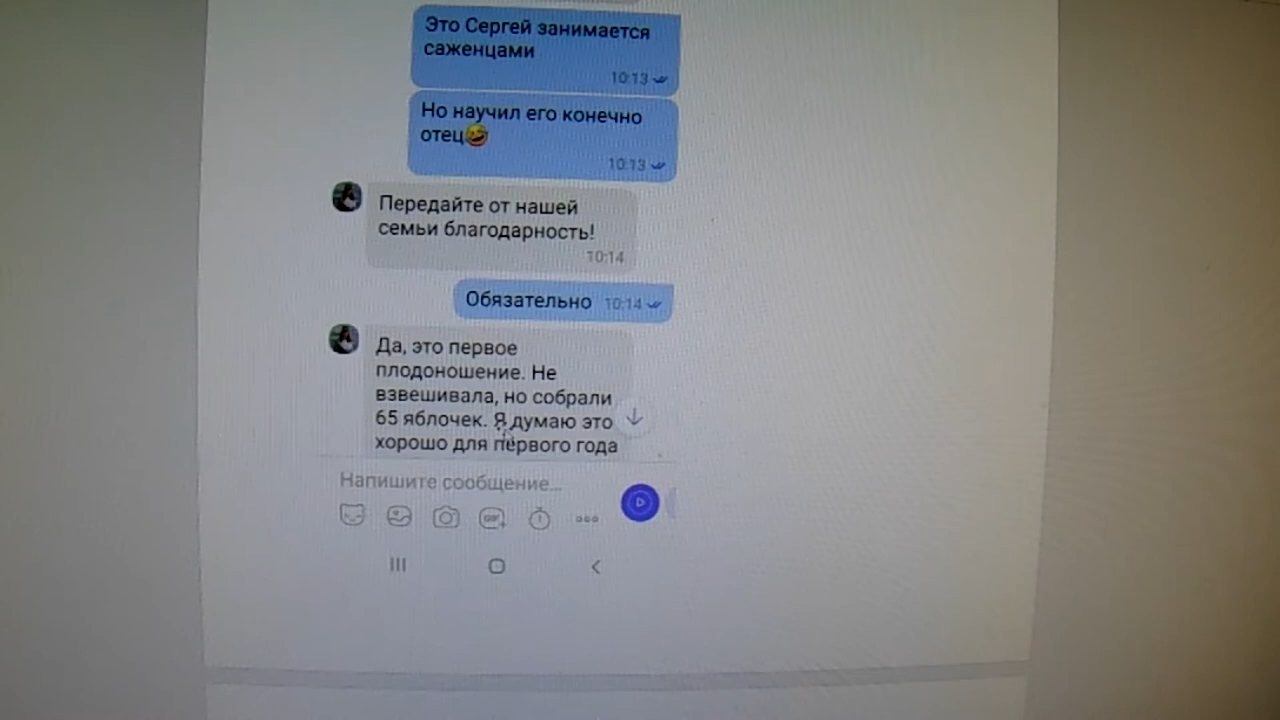 Это Сергей занимается
саженцами
10:13
Но научил его конечно
отец🤣
10:13
Передайте от нашей
семьи благодарность!
10:14
Обязательно 10:14
Да, это первое
плодоношение. Не
взвешивала, но собрали
65 яблочек. Я думаю это
хорошо для первого года
Напишите сообщение...
GIF